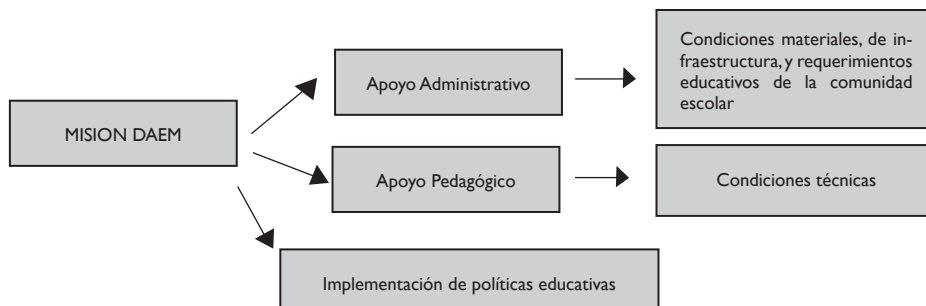 Condiciones materiales, de in-
fraestructura, y requerimientos
educativos de la comunidad
escolar
Apoyo Administrativo
MISION DAEM
Apoyo Pedagógico
Condiciones técnicas
Implementación de políticas educativas